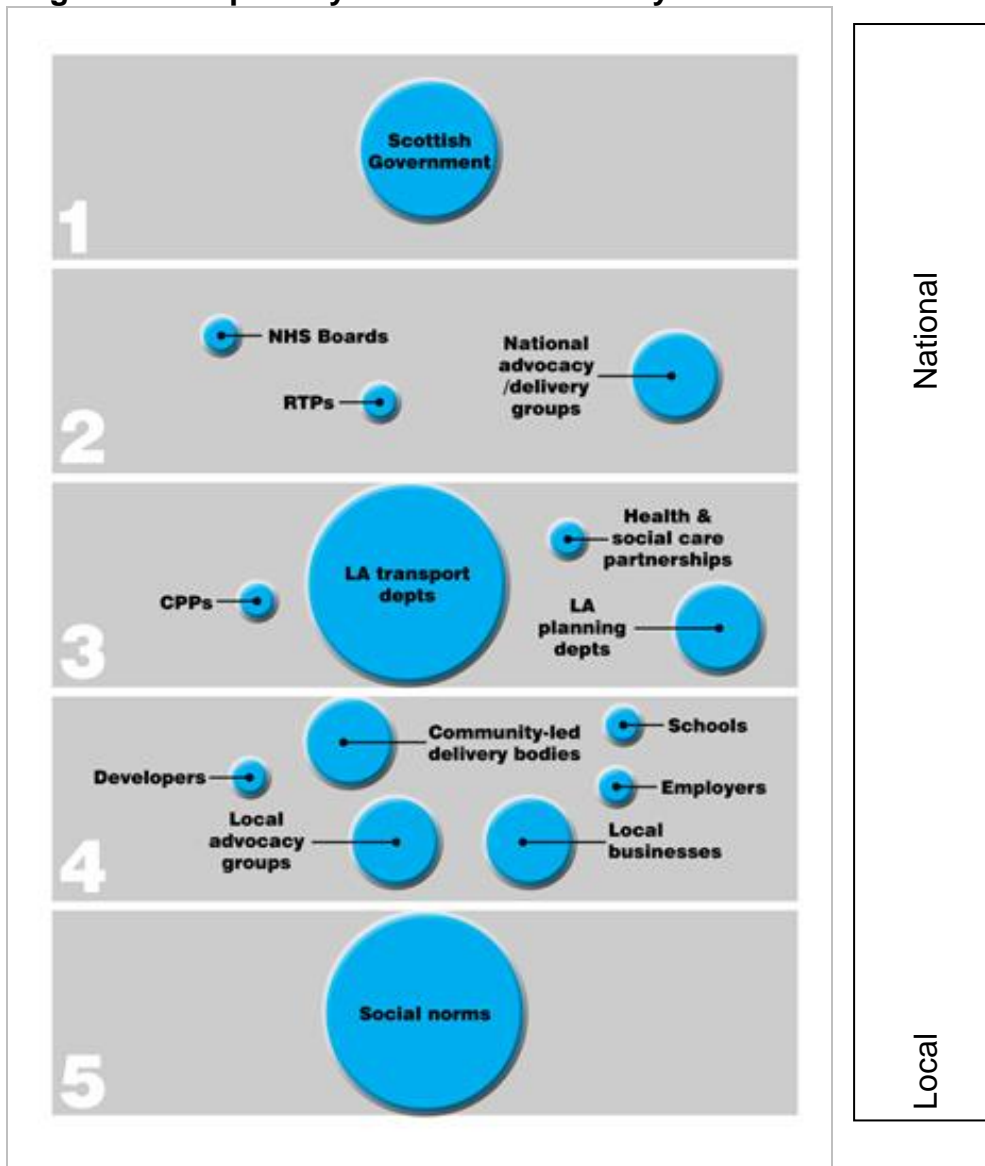 Scottish
Government
1
NHS Boards
National
advocacy
/delivery
groups
RTPs
2
Health &
social care
partnerships
LA transport
depts
CPPs
LA
planning
depts
3
Schools
Community-led
delivery bodies
Developers
Employers
Local
advocacy
groups
Local
businesses
4
Social norms
5
National
Local